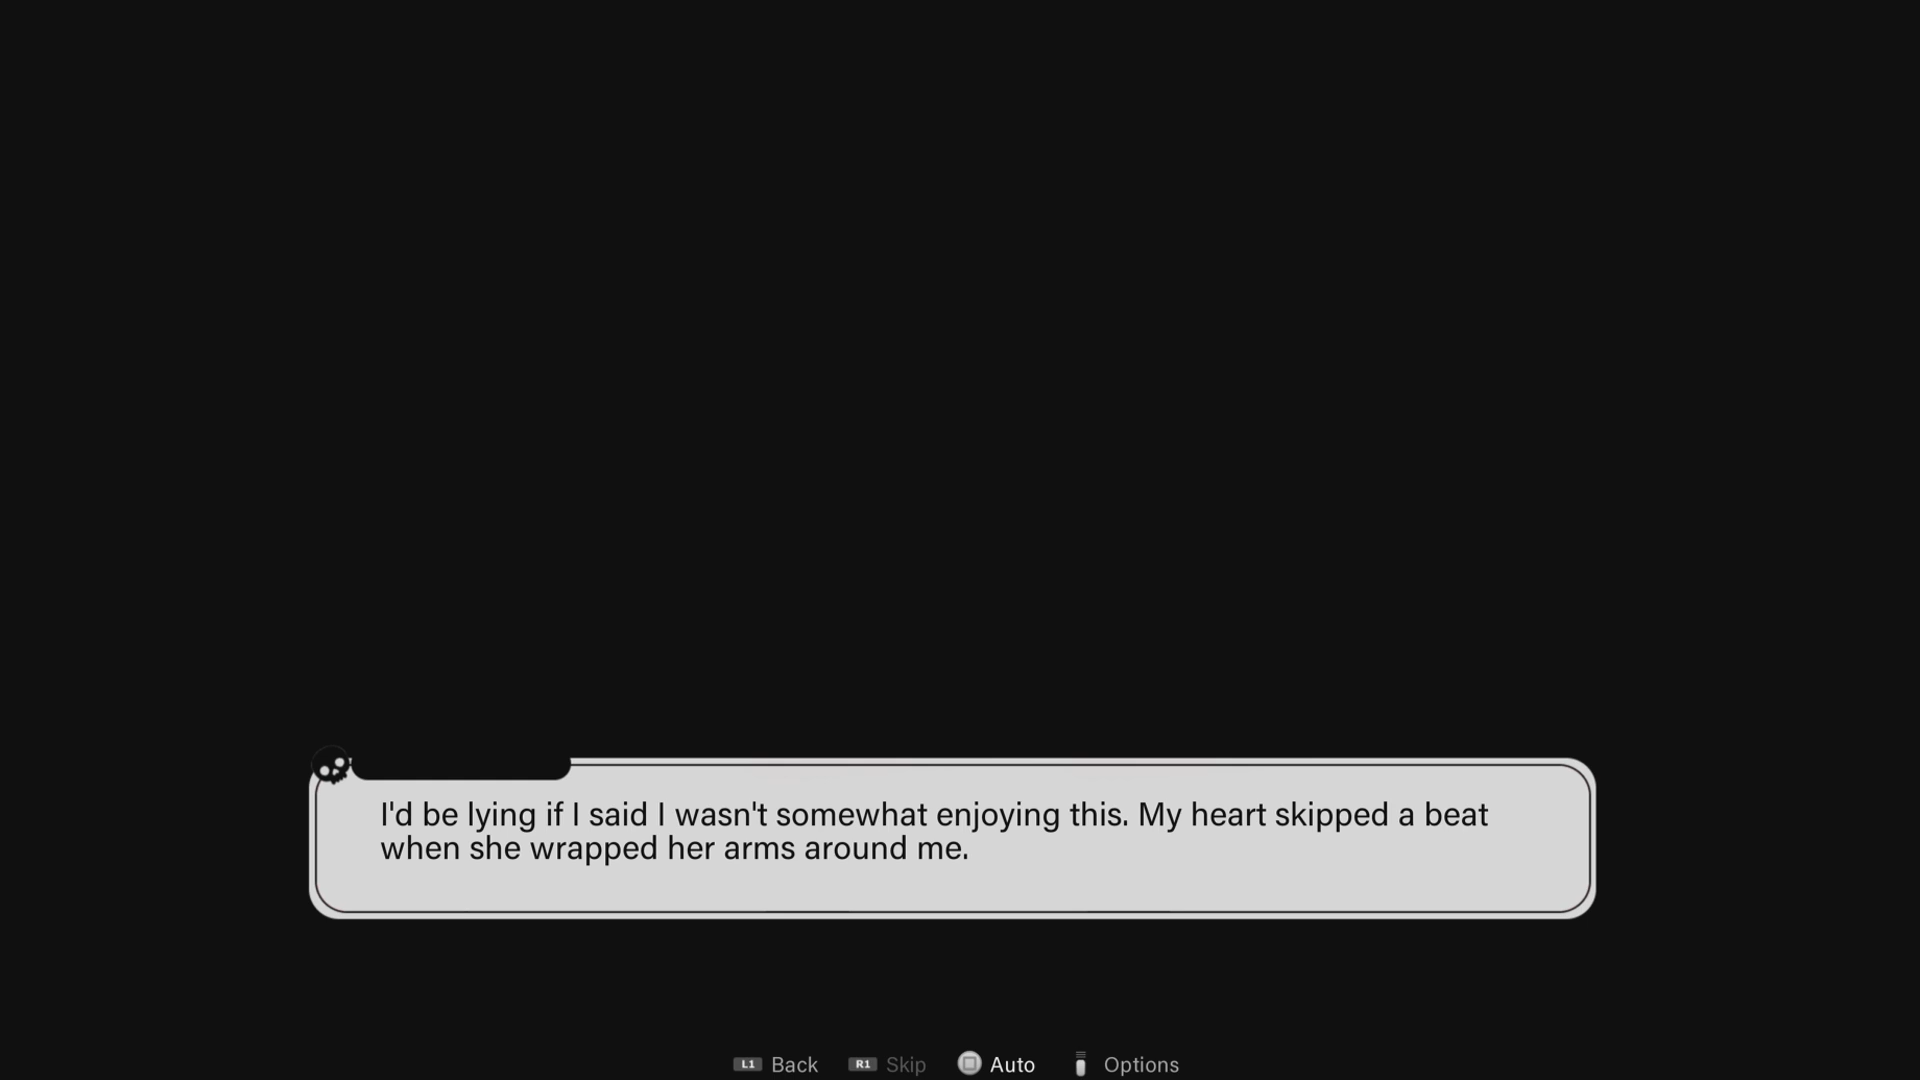 I'd be lying if I said I wasn't somewhat enjoying this. My heart skipped a beat
when she wrapped her arms around me.
L1 Back R1 Skip Auto Options